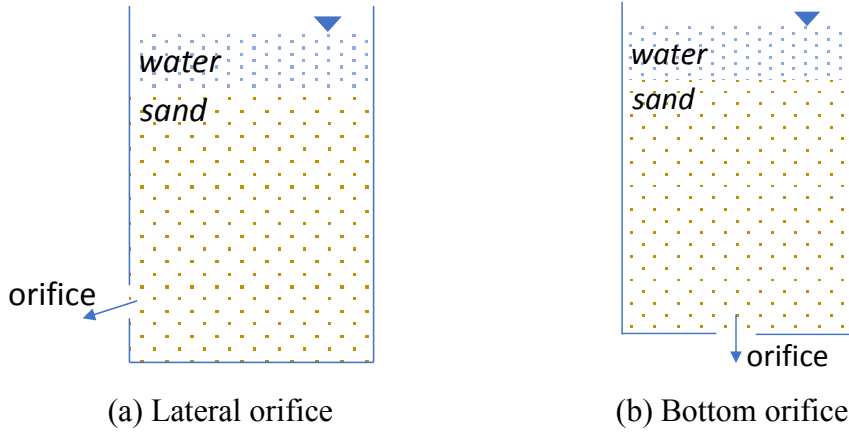 water
sand
orifice
(a) Lateral orifice
water
sand
orifice
(b) Bottom orifice